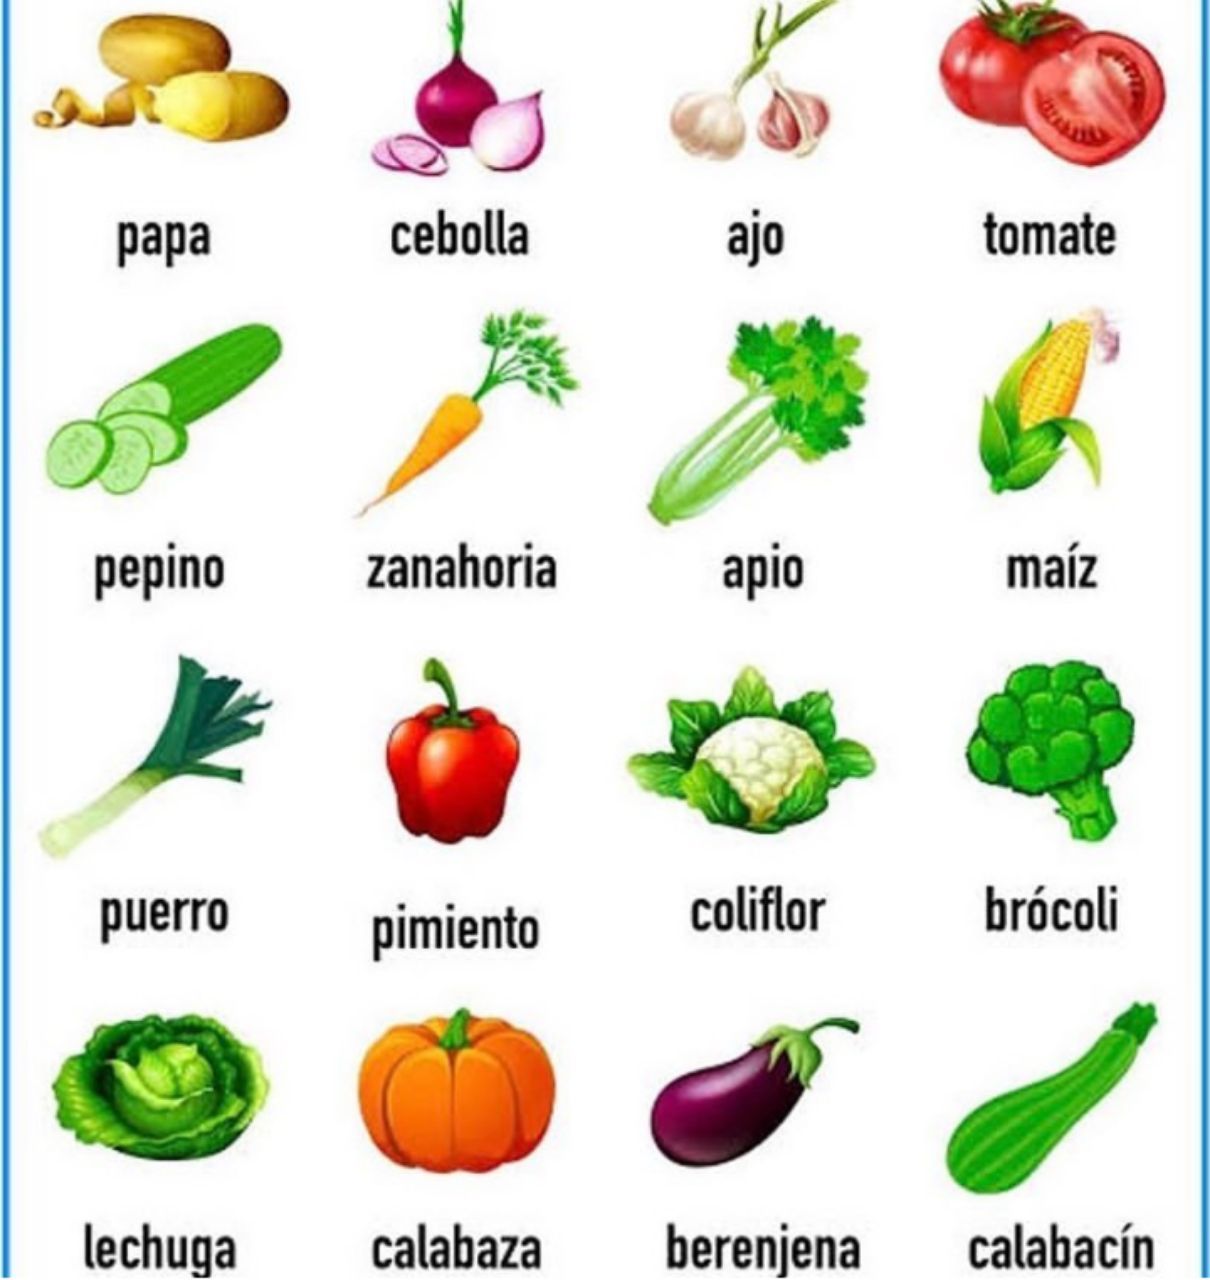 papa cebolla ajo tomate
pepino zanahoria apio maíz
puerro pimiento coliflor brócoli
lechuga calabaza berenjena calabacín